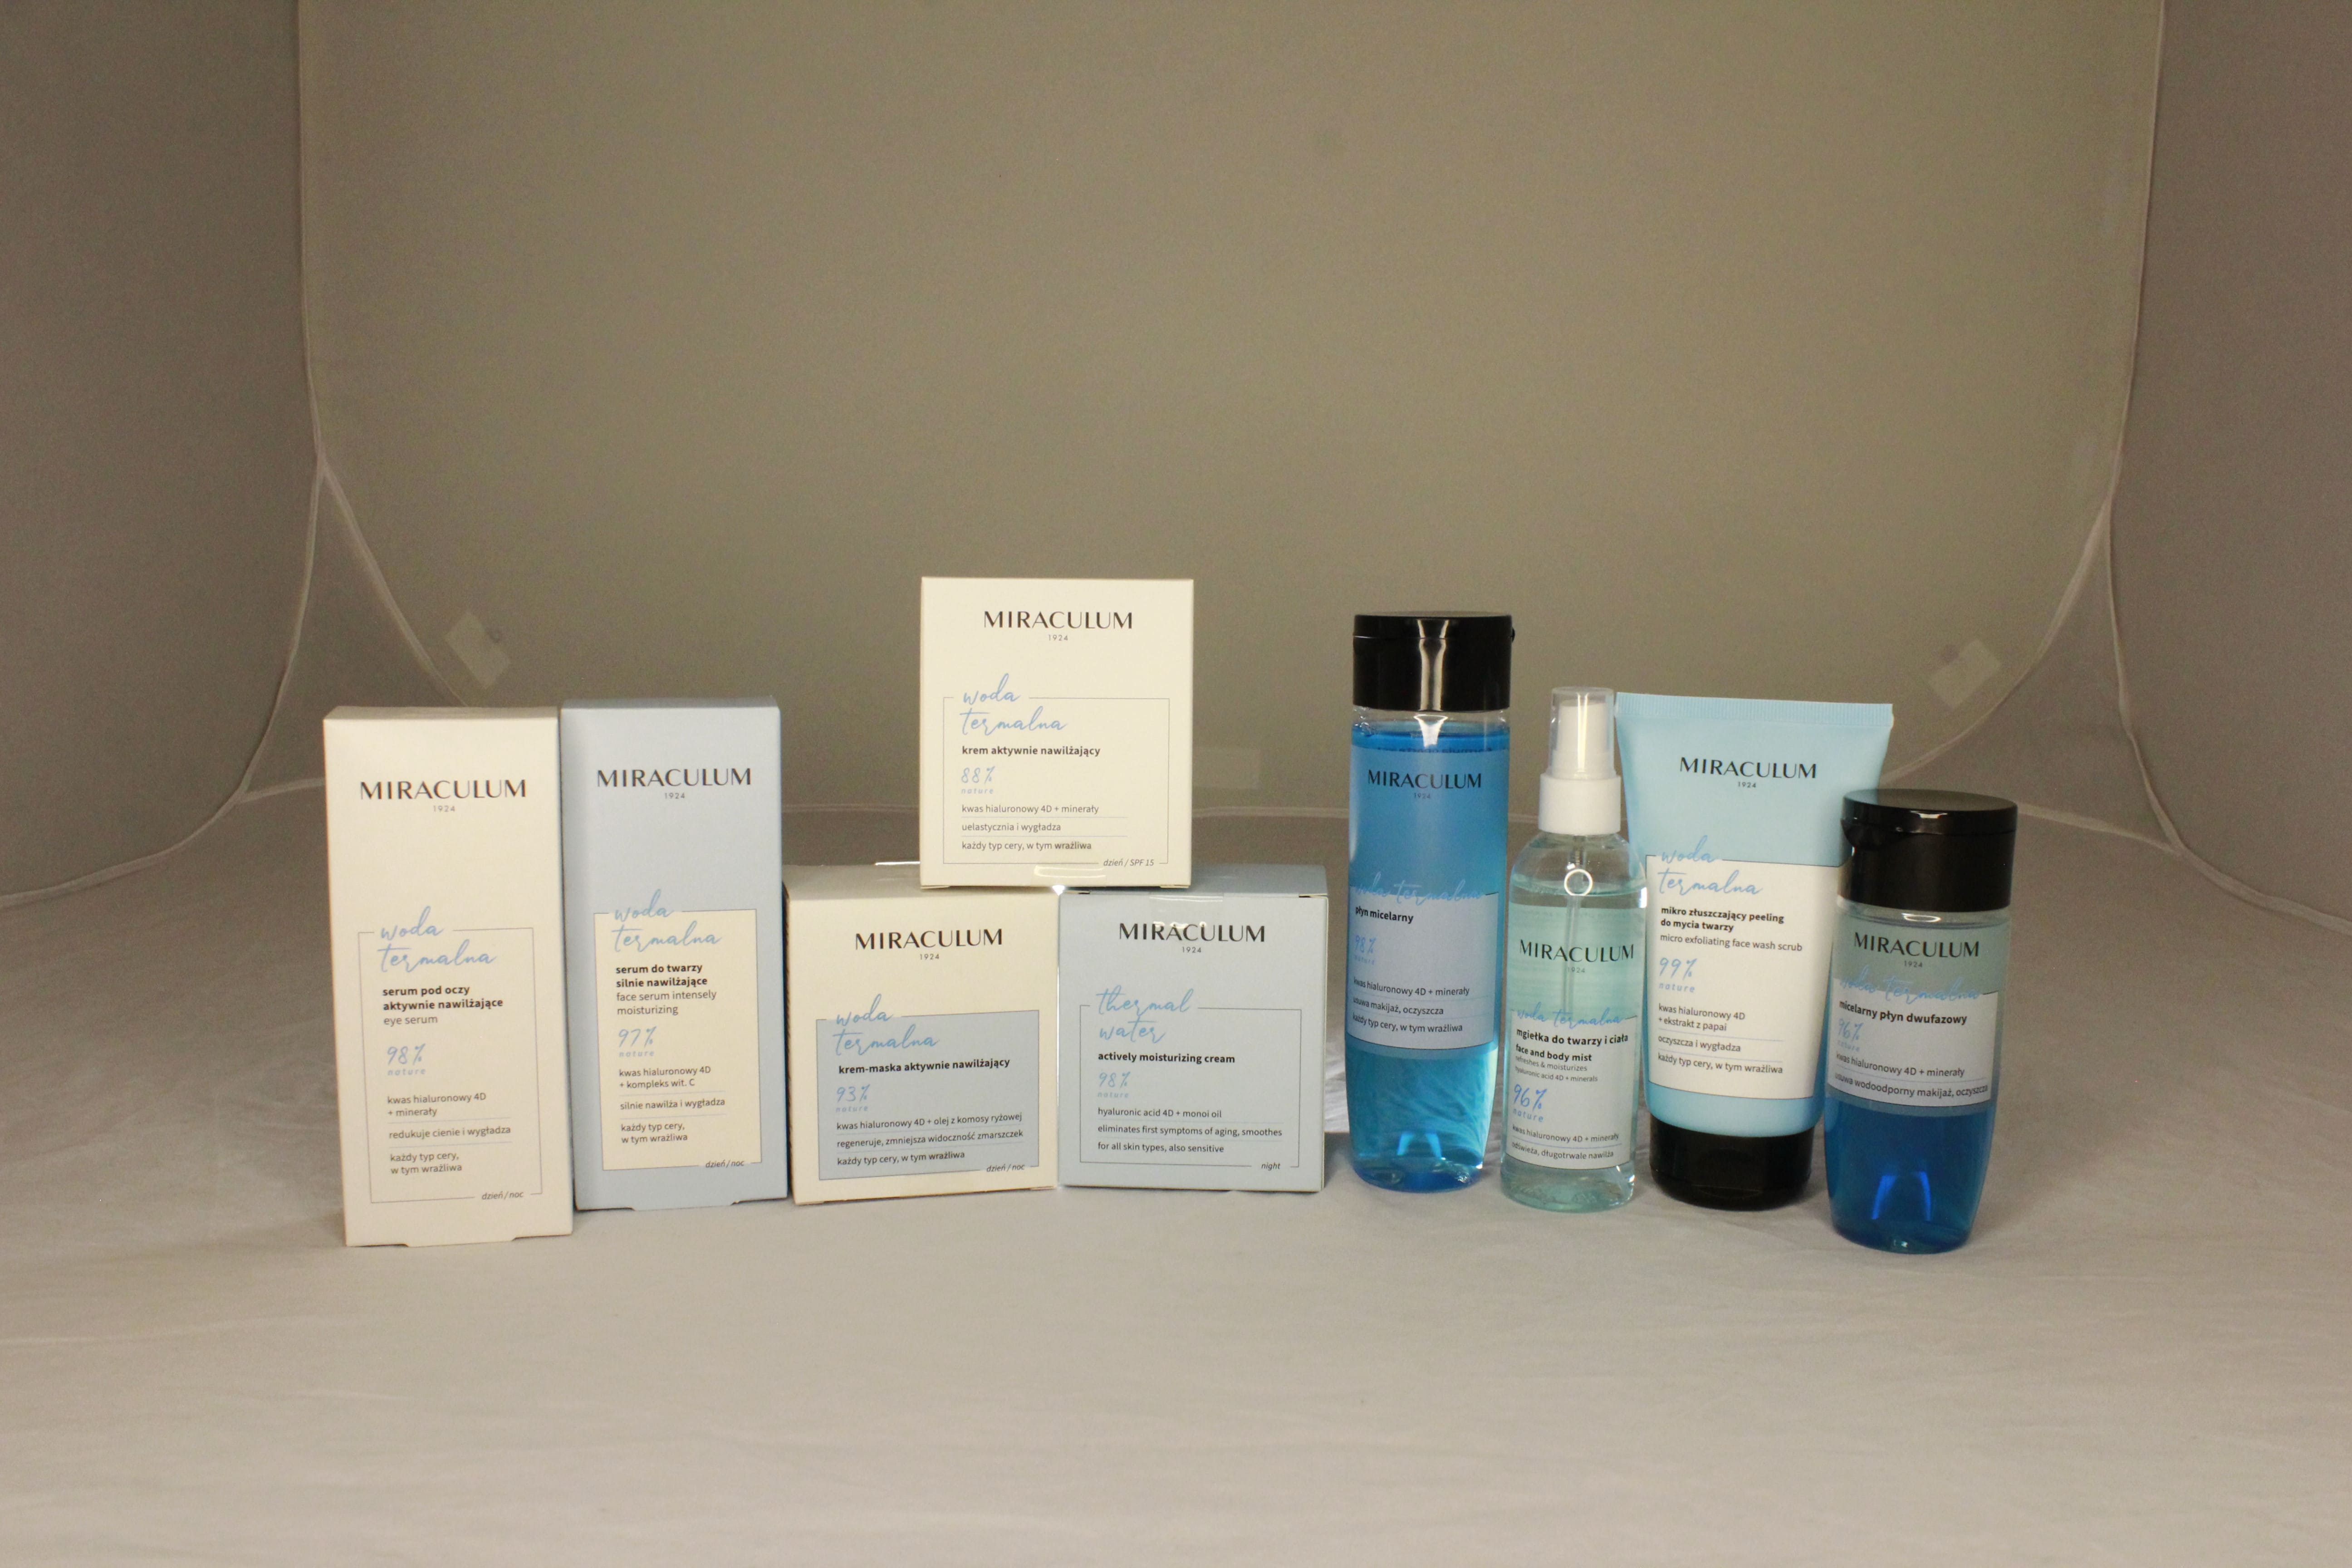 MIRACULUM
1924
woda
termalna
serum pod oczy
aktywnie nawilżające
eye serum
98%
nature
kwas hialuronowy 4D
+ minerały
redukuje cienie i wygładza
każdy typ cery,
w tym wrażliwa
dzień / noc
MIRACULUM
1924
woda
termalna
serum do twarzy
silnie nawilżające
face serum intensely
moisturizing
97%
nature
kwas hialuronowy 4D
+ kompleks wit. C
silnie nawilża i wygładza
każdy typ cery,
w tym wrażliwa
dzień / noc
MIRACULUM
1924
woda
termalna
krem aktywnie nawilżający
88%
nature
kwas hialuronowy 4D + minerały
uelastycznia i wygładza
każdy typ cery, w tym wrażliwa
dzień / SPF 15
MIRACULUM
1924
woda
termalna
krem-maska aktywnie nawilżający
93%
nature
kwas hialuronowy 4D + olej z komosy ryżowej
regeneruje, zmniejsza widoczność zmarszczek
każdy typ cery, w tym wrażliwa
dzień / noc
MIRACULUM
1924
thermal
water
actively moisturizing cream
98%
nature
hyaluronic acid 4D + monoi oil
eliminates first symptoms of aging, smoothes
for all skin types, also sensitive
night
MIRACULUM
1924
woda termalna
płyn micelarny
98%
nature
kwas hialuronowy 4D + minerały
usuwa makijaż, oczyszcza
każdy typ cery, w tym wrażliwa
MIRACULUM
1924
woda termalna
mgiełka do twarzy i ciała
face and body mist
refreshes & moisturizes
hyaluronic acid 4D + minerals
96%
nature
kwas hialuronowy 4D + minerały
odświeża, długotrwale nawilża
MIRACULUM
1924
woda
termalna
mikro złuszczający peeling
do mycia twarzy
micro exfoliating face wash scrub
99%
nature
kwas hialuronowy 4D
+ ekstrakt z papai
oczyszcza i wygładza
każdy typ cery, w tym wrażliwa
MIRACULUM
1924
woda termalna
micelarny płyn dwufazowy
96%
nature
kwas hialuronowy 4D + minerały
usuwa wodoodporny makijaż, oczyszcza